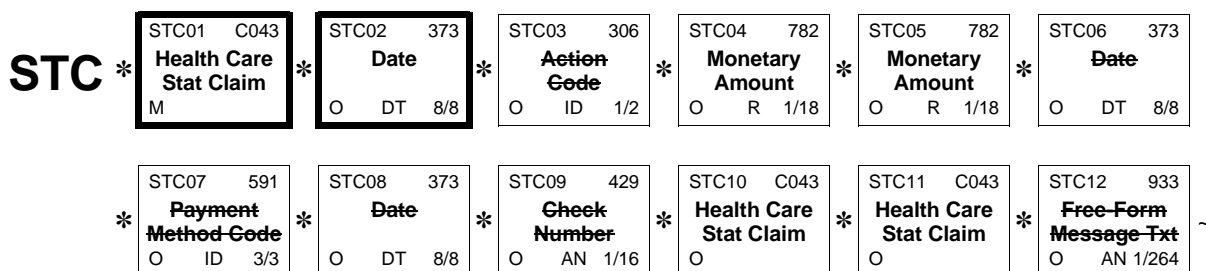 STC * STC01 C043 Health Care Stat Claim M * STC02 373 Date O DT 8/8 * STC03 306 Action Code O ID 1/2 * STC04 782 Monetary Amount O R 1/18 * STC05 782 Monetary Amount O R 1/18 * STC06 373 Date O DT 8/8
* STC07 591 Payment Method Code O ID 3/3 * STC08 373 Date O DT 8/8 * STC09 429 Check Number O AN 1/16 * STC10 C043 Health Care Stat Claim O * STC11 C043 Health Care Stat Claim O * STC12 933 Free-Form Message Txt O AN 1/264 ~